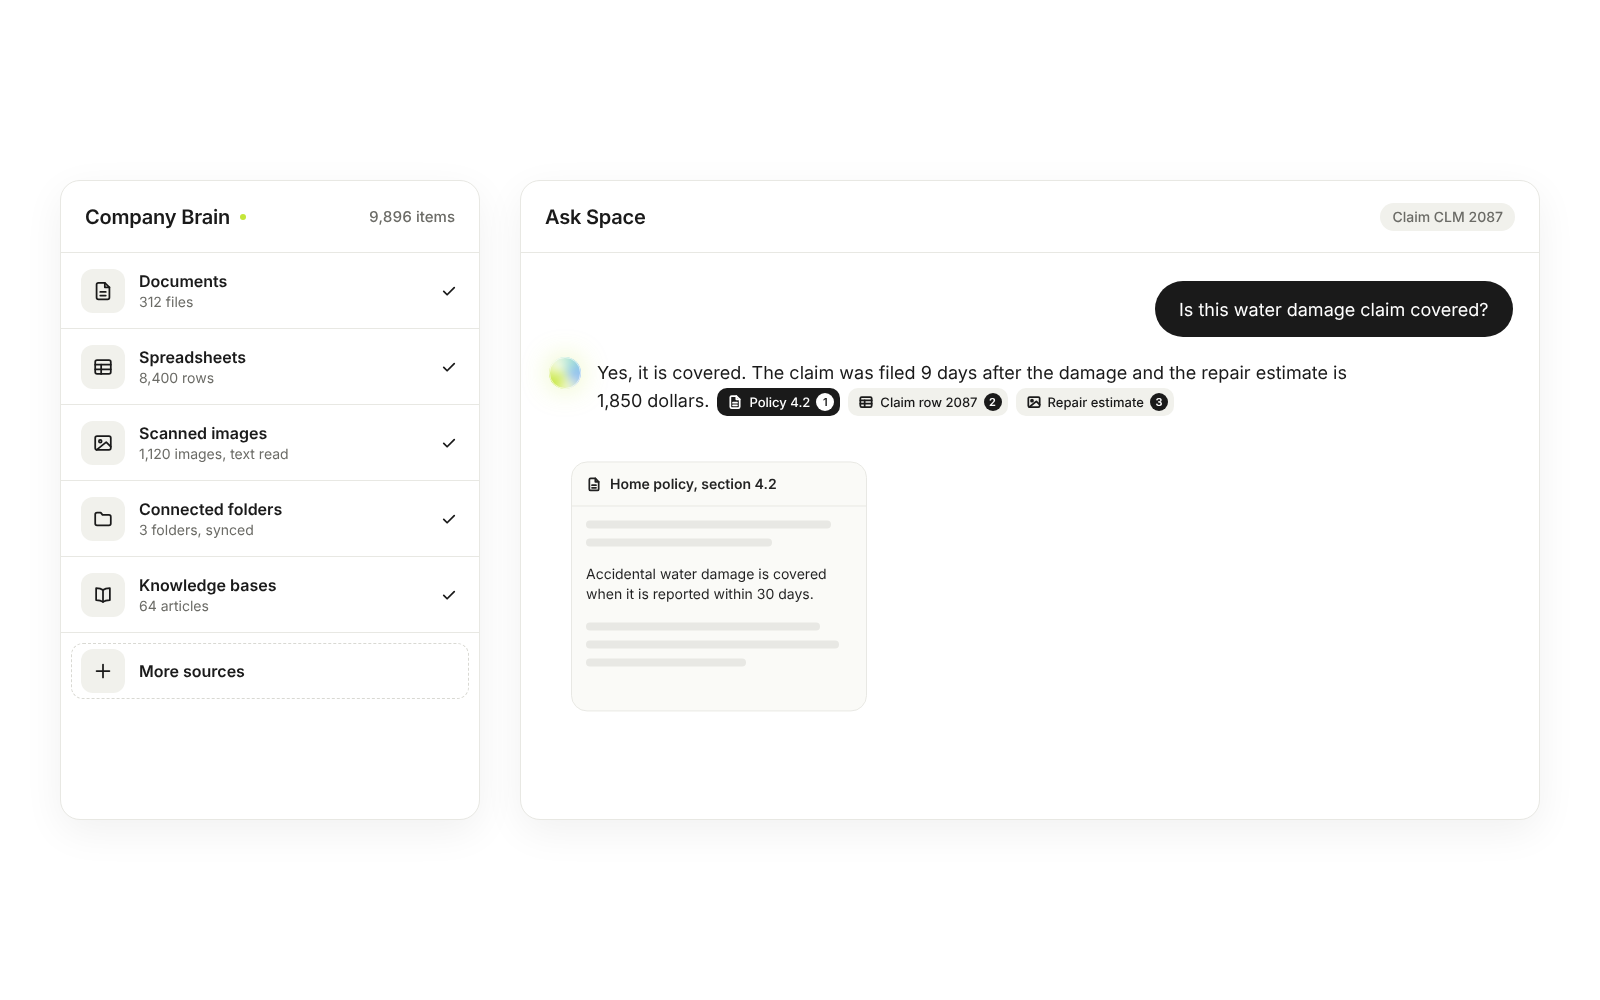 Company Brain
9,896 items
Documents
312 files
Spreadsheets
8,400 rows
Scanned images
1,120 images, text read
Connected folders
3 folders, synced
Knowledge bases
64 articles
More sources
Ask Space
Claim CLM 2087
Is this water damage claim covered?
Yes, it is covered. The claim was filed 9 days after the damage and the repair estimate is
1,850 dollars. Policy 4.2 1 Claim row 2087 2 Repair estimate 3
Home policy, section 4.2
Accidental water damage is covered
when it is reported within 30 days.